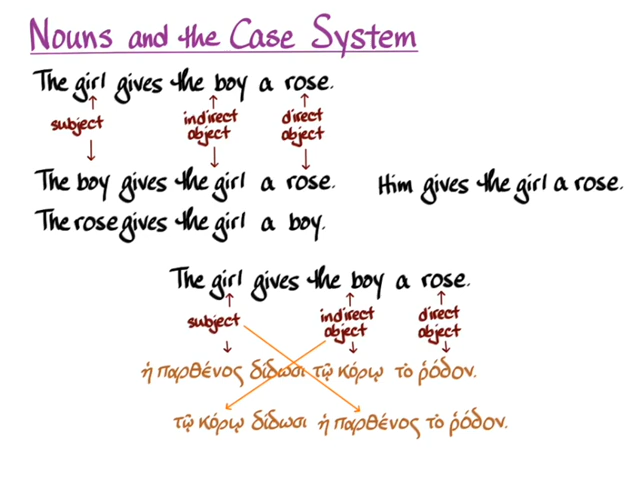 Nouns and the Case System
The girl gives the boy a rose.
subject indirect object direct object
The boy gives the girl a rose. Him gives the girl a rose.
The rose gives the girl a boy.
The girl gives the boy a rose.
subject indirect object direct object
ἡ παρθένος δίδωσι τῷ κόρῳ τὸ ῥόδον.
τῷ κόρῳ δίδωσι ἡ παρθένος τὸ ῥόδον.